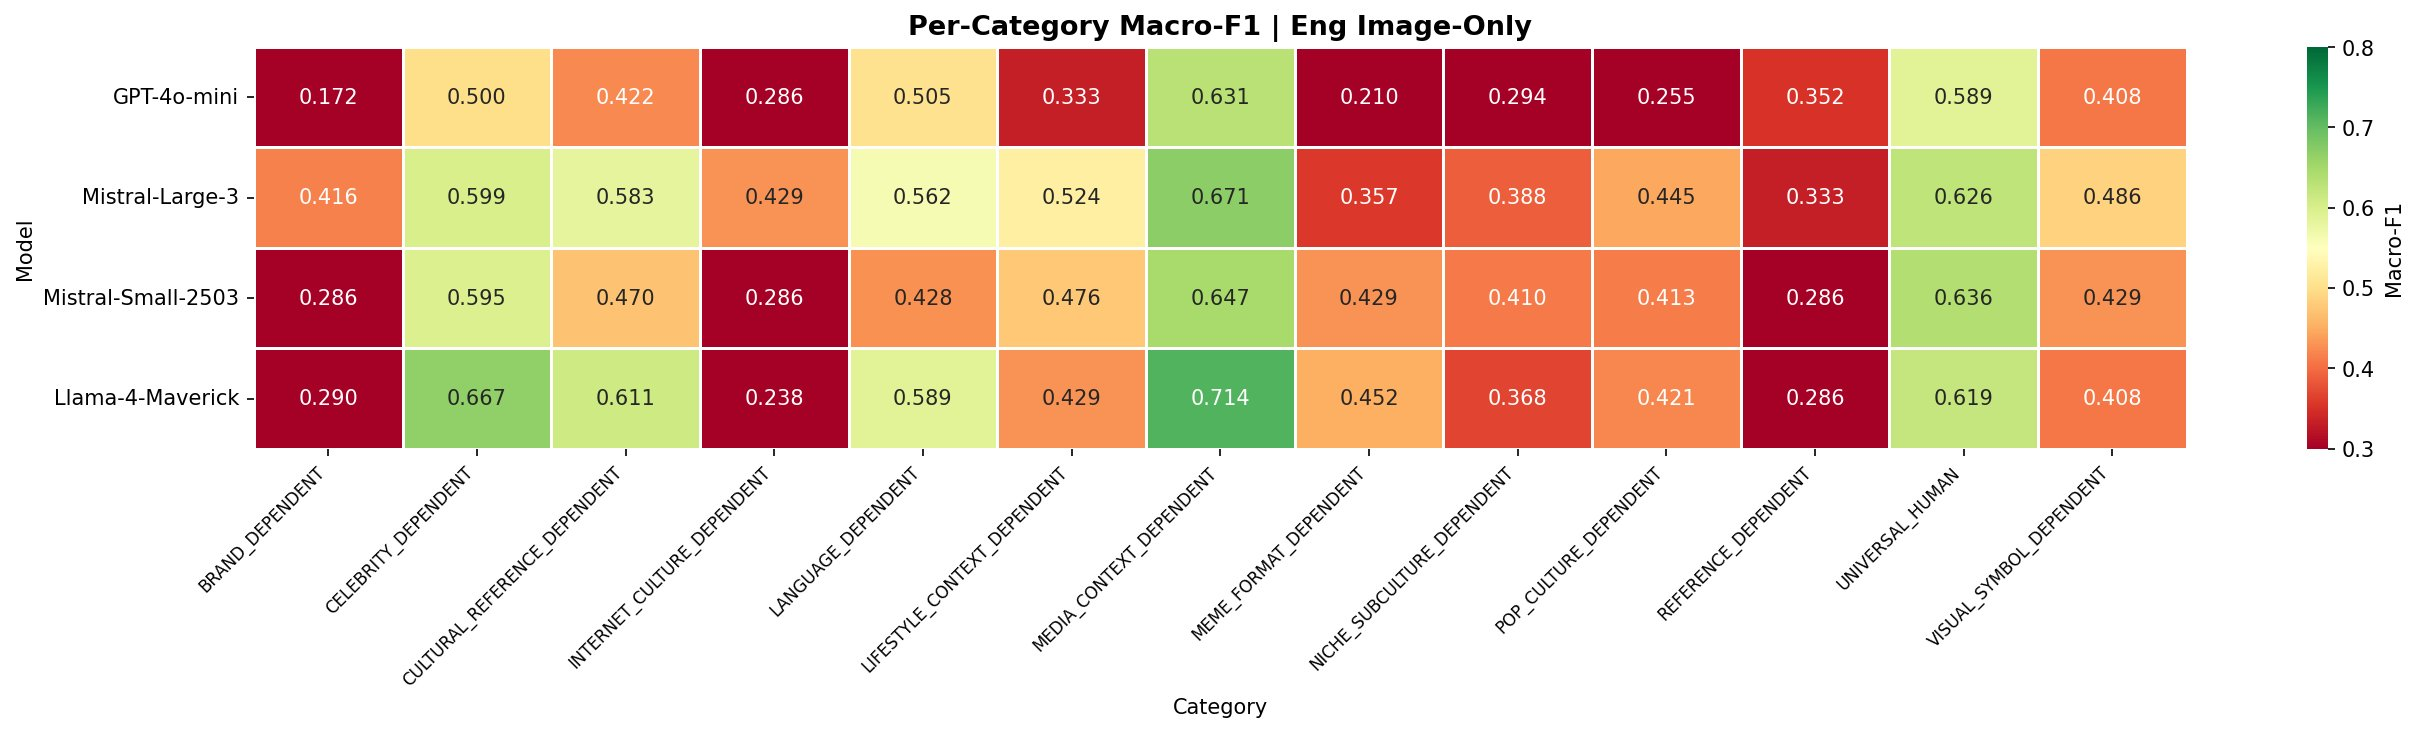 Per-Category Macro-F1 | Eng Image-Only
Model
GPT-4o-mini 0.172 0.500 0.422 0.286 0.505 0.333 0.631 0.210 0.294 0.255 0.352 0.589 0.408
Mistral-Large-3 0.416 0.599 0.583 0.429 0.562 0.524 0.671 0.357 0.388 0.445 0.333 0.626 0.486
Mistral-Small-2503 0.286 0.595 0.470 0.286 0.428 0.476 0.647 0.429 0.410 0.413 0.286 0.636 0.429
Llama-4-Maverick 0.290 0.667 0.611 0.238 0.589 0.429 0.714 0.452 0.368 0.421 0.286 0.619 0.408
BRAND_DEPENDENT
CELEBRITY_DEPENDENT
CULTURAL_REFERENCE_DEPENDENT
INTERNET_CULTURE_DEPENDENT
LANGUAGE_DEPENDENT
LIFESTYLE_CONTEXT_DEPENDENT
MEDIA_CONTEXT_DEPENDENT
MEME_FORMAT_DEPENDENT
NICHE_SUBCULTURE_DEPENDENT
POP_CULTURE_DEPENDENT
REFERENCE_DEPENDENT
UNIVERSAL_HUMAN
VISUAL_SYMBOL_DEPENDENT
Category
0.8
0.7
0.6
0.5
0.4
0.3
Macro-F1